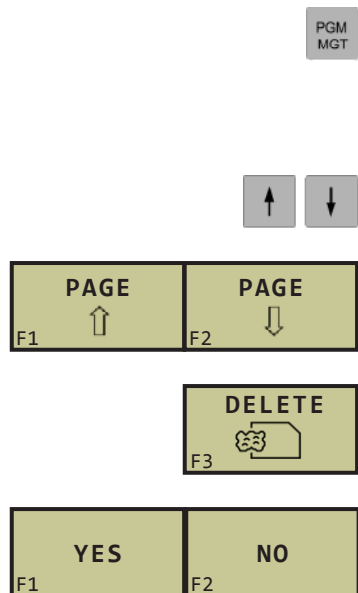 PGM
MGT
PAGE PAGE
F1 F2
DELETE
F3
YES NO
F1 F2